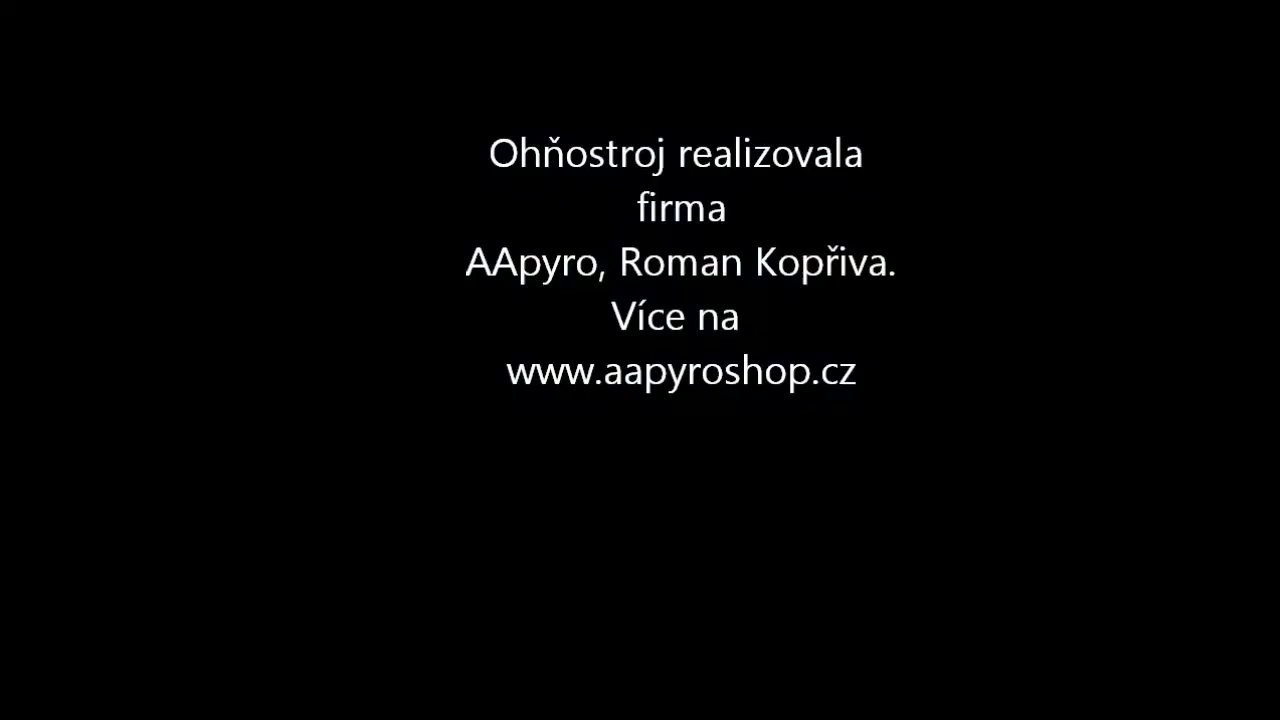 Ohňostroj realizovala
firma
AApyro, Roman Kopřiva.
Více na
www.aapyroshop.cz